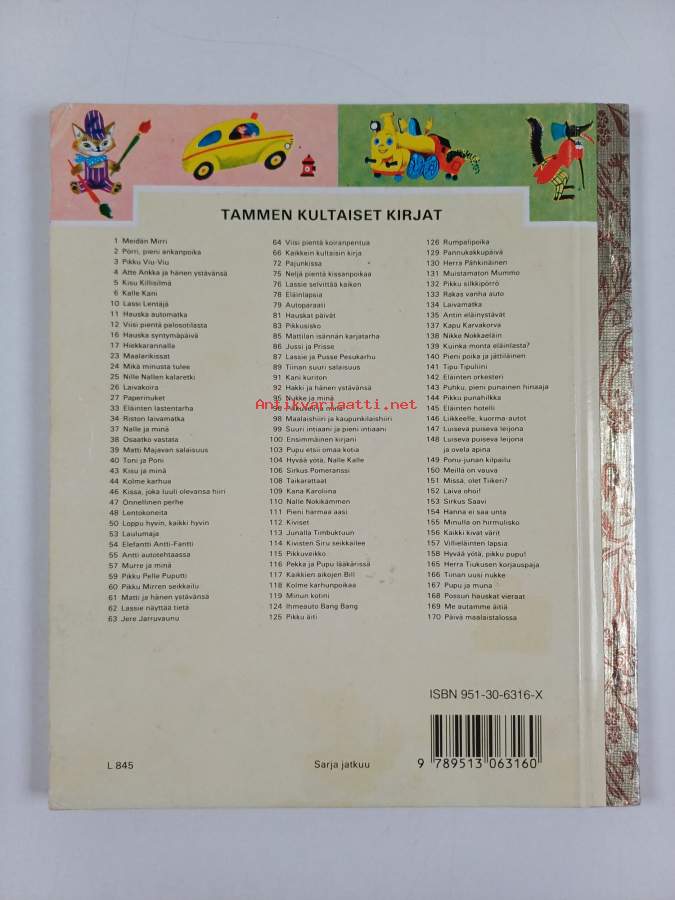 TAMMEN KULTAISET KIRJAT
1 Meidän Mirri
2 Pörri, pieni ankanpoika
3 Pikku Viu-Viu
4 Atte Ankka ja hänen ystävänsä
5 Kisu Killisilmä
6 Kalle Kani
10 Lassi Lentäjä
11 Hauska automatka
12 Viisi pientä palosotilasta
16 Hauska syntymäpäivä
17 Hiekkarannalla
23 Maalarikissat
24 Mikä minusta tulee
25 Nille Nallen kalaretki
26 Laivakoira
27 Paperinuket
33 Eläinten lastentarha
34 Riston laivamatka
37 Nalle ja minä
38 Osaatko vastata
39 Matti Majavan salaisuus
40 Toni ja Poni
43 Kisu ja minä
44 Kolme karhua
46 Kissa, joka luuli olevansa hiiri
47 Onnellinen perhe
48 Lentokoneita
50 Loppu hyvin, kaikki hyvin
53 Laulumaja
54 Elefantti Antti-Fantti
55 Antti autotehtaassa
57 Murre ja minä
59 Pikku Pelle Puputti
60 Pikku Mirren seikkailu
61 Matti ja hänen ystävänsä
62 Lassie näyttää tietä
63 Jere Jarruvaunu
64 Viisi pientä koiranpentua
66 Kaikkein kultaisin kirja
72 Pajunkissa
75 Neljä pientä kissanpoikaa
76 Lassie selvittää kaiken
78 Eläinlapsia
79 Autoparaati
81 Hauskat päivät
83 Pikkusisko
85 Mattilan isännän karjatarha
86 Jussi ja Prisse
87 Lassie ja Pusse Pesukarhu
89 Tiinan suuri salaisuus
91 Kani kuriton
92 Hakki ja hänen ystävänsä
95 Nukke ja minä
96 Pikkuveli ja minä
98 Maalaishiiri ja kaupunkilaishiiri
99 Suuri intiaani ja pieni intiaani
100 Ensimmäinen kirjani
103 Pupu etsii omaa kotia
104 Hyvää yötä, Nalle Kalle
106 Sirkus Pomeranssi
108 Taikarattaat
109 Kana Karoliina
110 Nalle Nokikämmen
111 Pieni harmaa aasi
112 Kiviset
113 Junalla Timbuktuun
114 Kivisten Siru seikkailee
115 Pikkuveikko
116 Pekka ja Pupu lääkärissä
117 Kaikkien aikojen Bill
118 Kolme karhunpoikaa
119 Minun kotini
124 Ihmeauto Bang Bang
125 Pikku äiti
126 Rumpalipoika
129 Pannukakkupäivä
130 Herra Pähkinäinen
131 Muistamaton Mummo
132 Pikku silkkipörrö
133 Rakas vanha auto
134 Laivamatka
135 Antin eläinystävät
137 Kapu Karvakorva
138 Nikke Nokkaeläin
139 Kuinka monta eläinlasta?
140 Pieni poika ja jättiläinen
141 Tipu Tipuliini
142 Eläinten orkesteri
143 Puhku, pieni punainen hinaaja
144 Pikku punahilkka
145 Eläinten hotelli
146 Liikkeelle, kuorma-autot
147 Luiseva puiseva leijona
148 Luiseva puiseva leijona
ja ovela apina
149 Ponu-junan kilpailu
150 Meillä on vauva
151 Missä, olet Tiikeri?
152 Laiva ohoi!
153 Sirkus Saavi
154 Hanna ei saa unta
155 Minulla on hirmulisko
156 Kaikki kivat värit
157 Villieläinten lapsia
158 Hyvää yötä, pikku pupu!
165 Herra Tiukusen korjauspaja
166 Tiinan uusi nukke
167 Pupu ja muna
168 Possun hauskat vieraat
169 Me autamme äitiä
170 Päivä maalaistalossa
Antikvariaatti.net
ISBN 951-30-6316-X
9 789513 063160
L 845
Sarja jatkuu